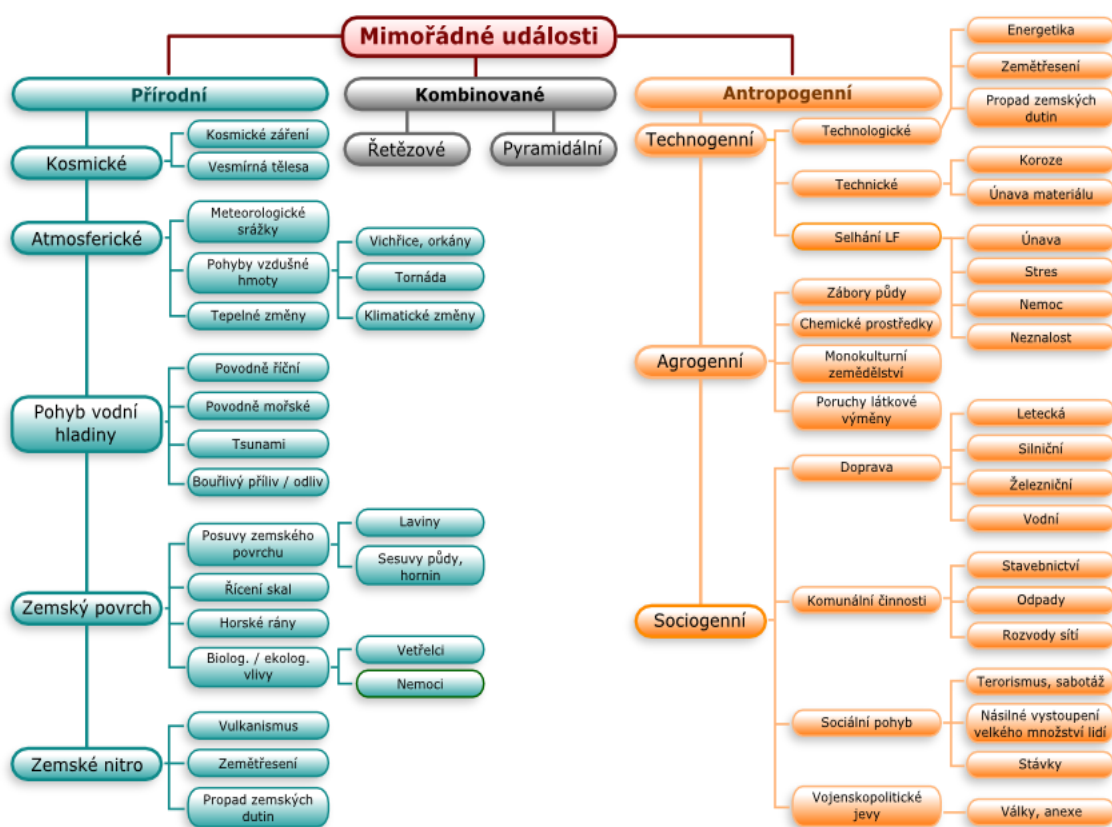 Mimořádné události
Přírodní
Kosmické
Kosmické záření
Vesmírná tělesa
Atmosferické
Meteorologické
srážky
Pohyby vzdušné
hmoty
Vichřice, orkány
Tornáda
Klimatické změny
Tepelné změny
Pohyb vodní
hladiny
Povodně říční
Povodně mořské
Tsunami
Bouřlivý příliv / odliv
Zemský povrch
Posuvy zemského
povrchu
Laviny
Sesuvy půdy,
hornin
Řícení skal
Horské rány
Biolog. / ekolog.
vlivy
Vetřelci
Nemoci
Zemské nitro
Vulkanismus
Zemětřesení
Propad zemských
dutin
Kombinované
Řetězové
Pyramidální
Antropogenní
Technogenní
Technologické
Energetika
Zemětřesení
Propad zemských
dutin
Technické
Koroze
Únava materiálu
Selhání LF
Únava
Stres
Nemoc
Neznalost
Agrogenní
Zábory půdy
Chemické prostředky
Monokulturní
zemědělství
Poruchy látkové
výměny
Sociogenní
Doprava
Letecká
Silniční
Železniční
Vodní
Komunální činnosti
Stavebnictví
Odpady
Rozvody sítí
Sociální pohyb
Terorismus, sabotáž
Násilné vystoupení
velkého množství lidí
Stávky
Vojenskopolitické
jevy
Války, anexe